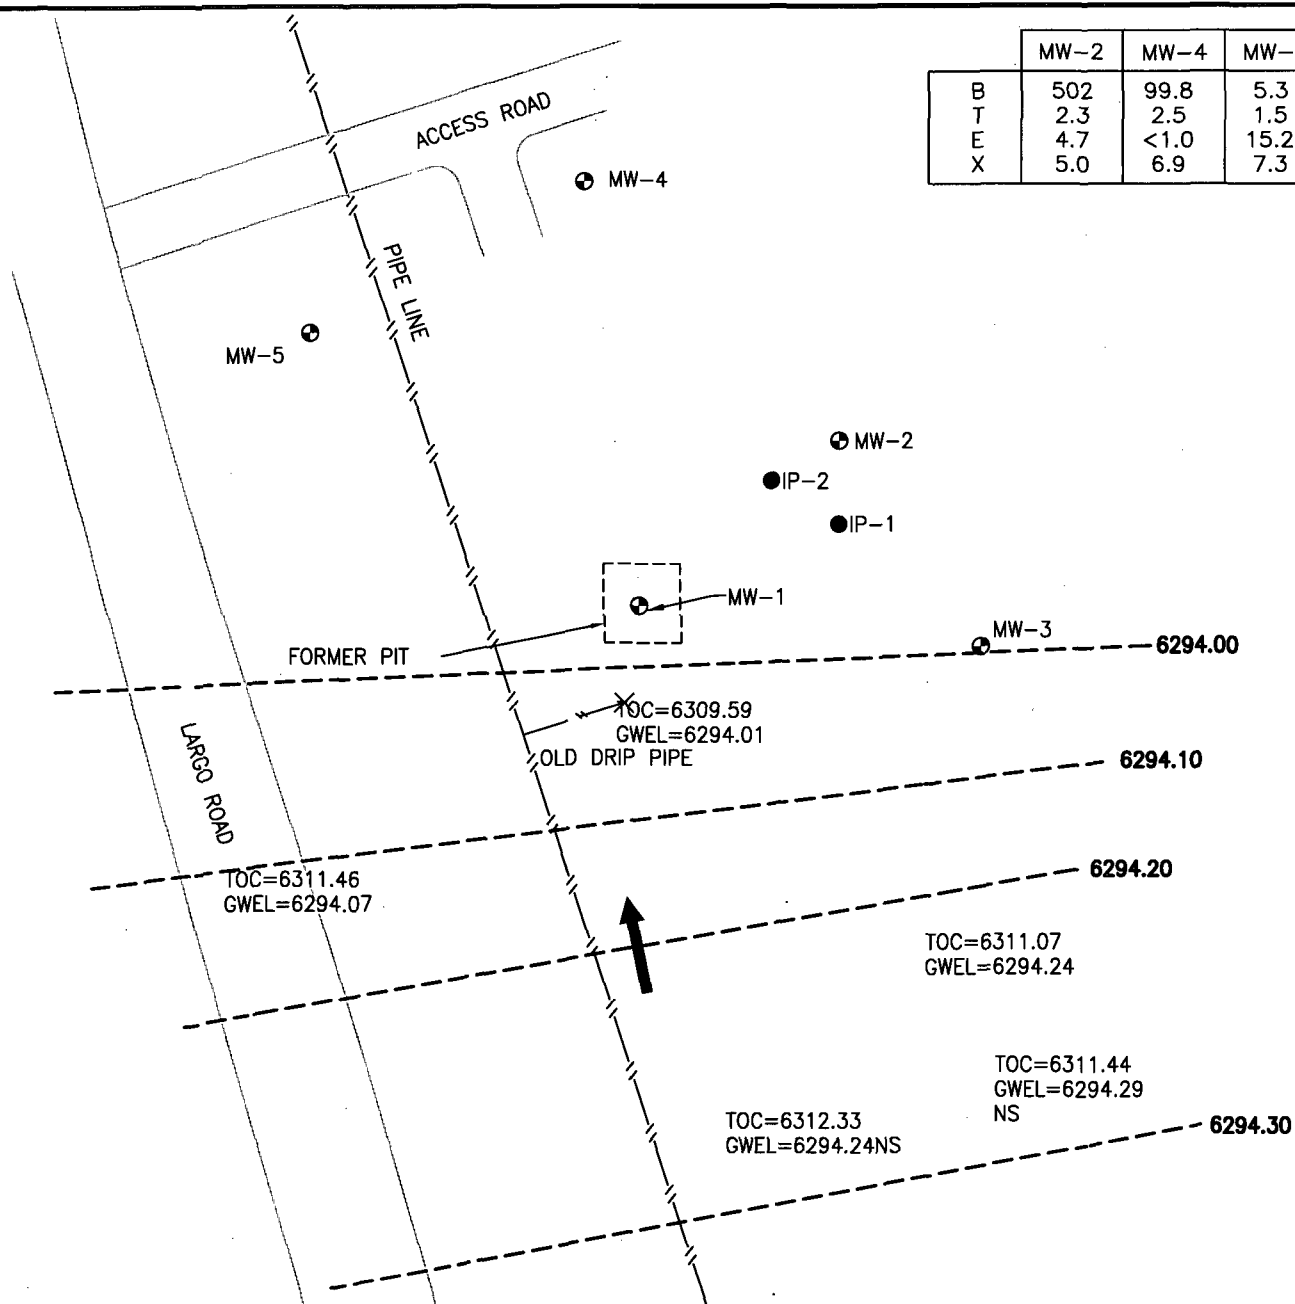 MW-2 MW-4 MW-
B 502 99.8 5.3
T 2.3 2.5 1.5
E 4.7 <1.0 15.2
X 5.0 6.9 7.3
ACCESS ROAD
MW-4
PIPE LINE
MW-5
MW-2
IP-2
IP-1
MW-1
MW-3
FORMER PIT
6294.00
TOC=6309.59
GWEL=6294.01
OLD DRIP PIPE
LARGO ROAD
6294.10
TOC=6311.46
GWEL=6294.07
6294.20
TOC=6311.07
GWEL=6294.24
TOC=6311.44
GWEL=6294.29
NS
TOC=6312.33
GWEL=6294.24NS
6294.30